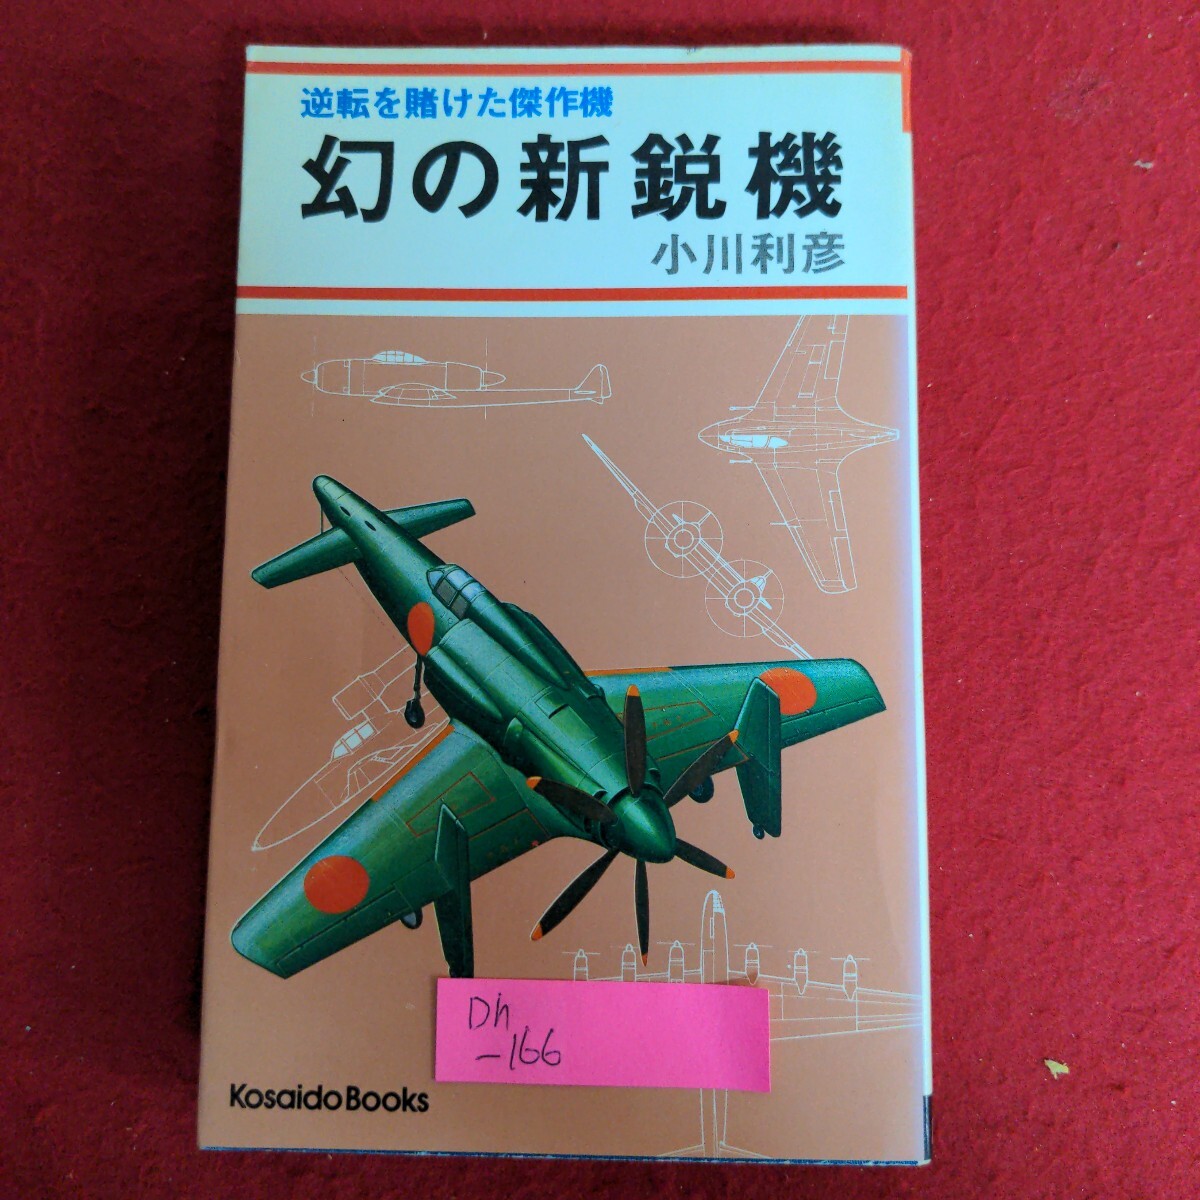 逆転を賭けた傑作機
幻の新鋭機
小川利彦
Dh
-166
Kosaido Books